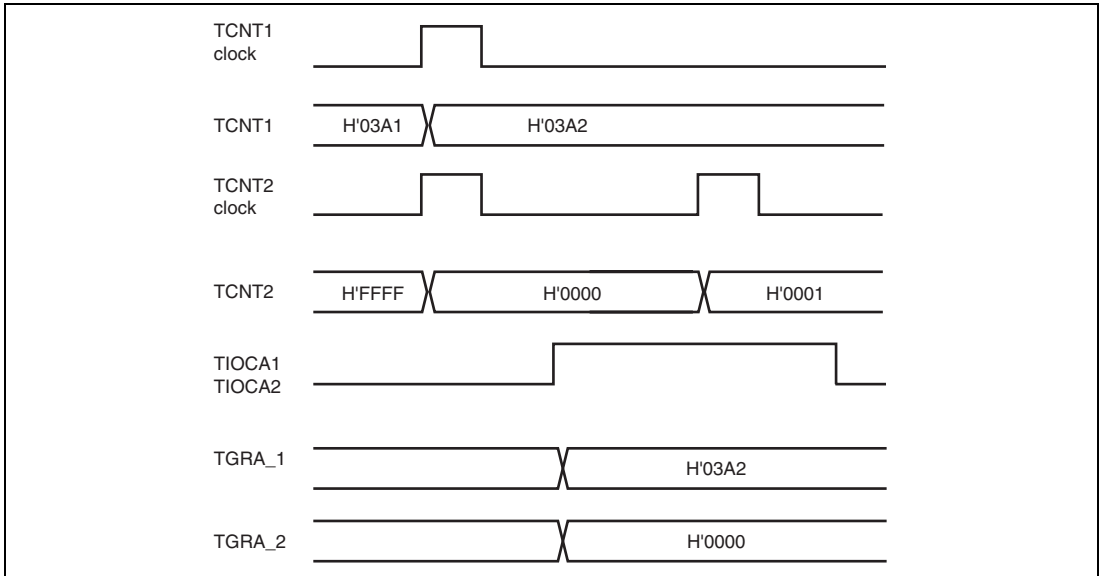 TCNT1
clock
TCNT1
H'03A1
H'03A2
TCNT2
clock
TCNT2
H'FFFF
H'0000
H'0001
TIOCA1
TIOCA2
TGRA_1
H'03A2
TGRA_2
H'0000